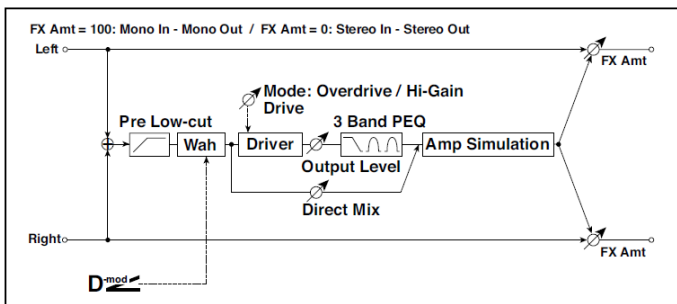 FX Amt = 100: Mono In - Mono Out / FX Amt = 0: Stereo In - Stereo Out
Left
FX Amt
Mode: Overdrive / Hi-Gain
Drive
Pre Low-cut
3 Band PEQ
Wah
Driver
Amp Simulation
Output Level
Direct Mix
Right
FX Amt
D-mod